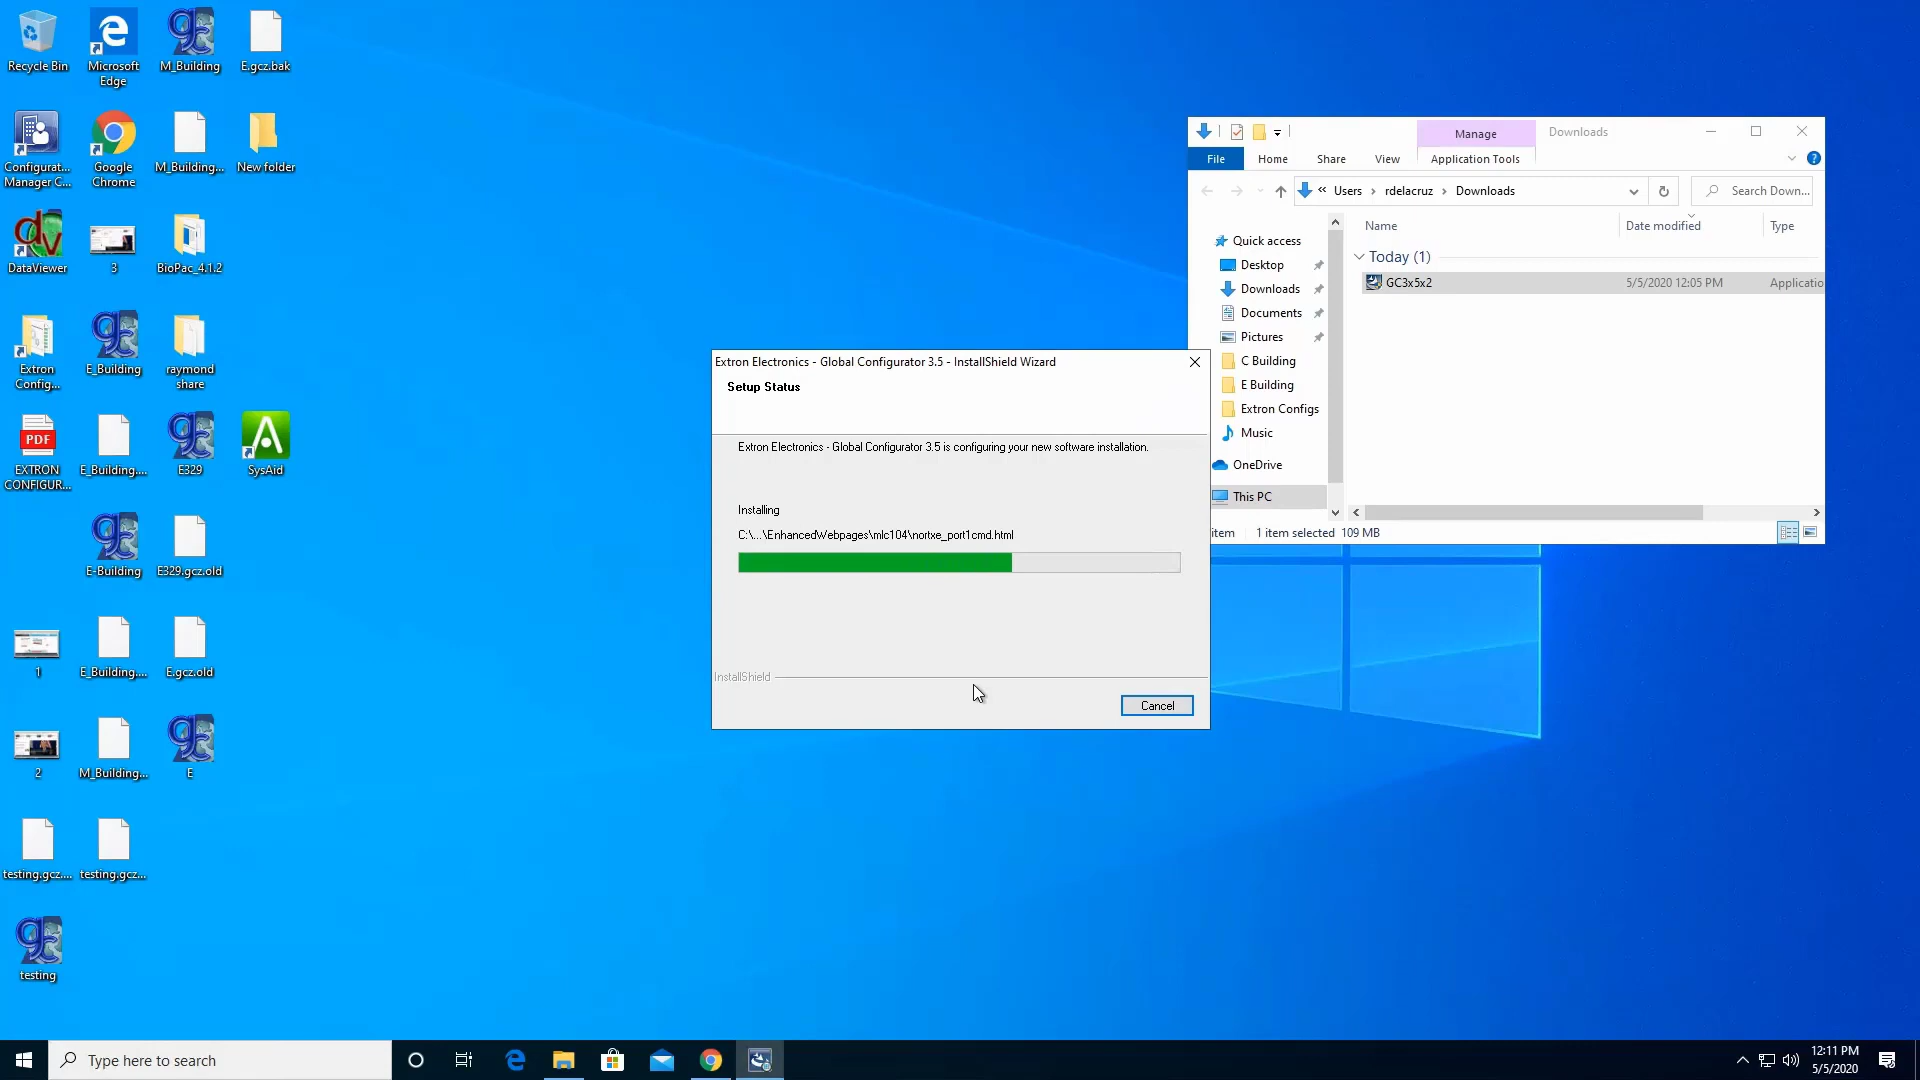 Recycle Bin
Microsoft
Edge
M_Building
E.gcz.bak
Configurat...
Manager C...
Google
Chrome
M_Building...
New folder
DataViewer
3
BioPac_4.1.2
Extron
Config...
E_Building
raymond
share
PDF
EXTRON
CONFIGUR...
E_Building....
E329
SysAid
E-Building
E329.gcz.old
1
E_Building....
E.gcz.old
2
M_Building...
E
testing.gcz....
testing.gcz...
testing
Manage
Downloads
File
Home
Share
View
Application Tools
« Users › rdelacruz › Downloads
Search Down...
Name
Date modified
Type
Quick access
Desktop
Downloads
Documents
Pictures
C Building
E Building
Extron Configs
Music
OneDrive
This PC
Today (1)
GC3x5x2
5/5/2020 12:05 PM
Applicatio
item
1 item selected 109 MB
Extron Electronics - Global Configurator 3.5 - InstallShield Wizard
Setup Status
Extron Electronics - Global Configurator 3.5 is configuring your new software installation.
Installing
C:\...\EnhancedWebpages\mlc104\nortxe_port1cmd.html
InstallShield
Cancel
Type here to search
12:11 PM
5/5/2020